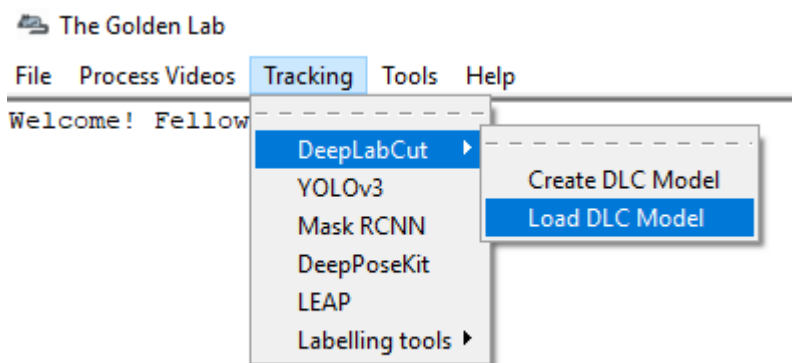 The Golden Lab
File Process Videos Tracking Tools Help
Welcome! Fellow
DeepLabCut
Create DLC Model
YOLOv3
Load DLC Model
Mask RCNN
DeepPoseKit
LEAP
Labelling tools